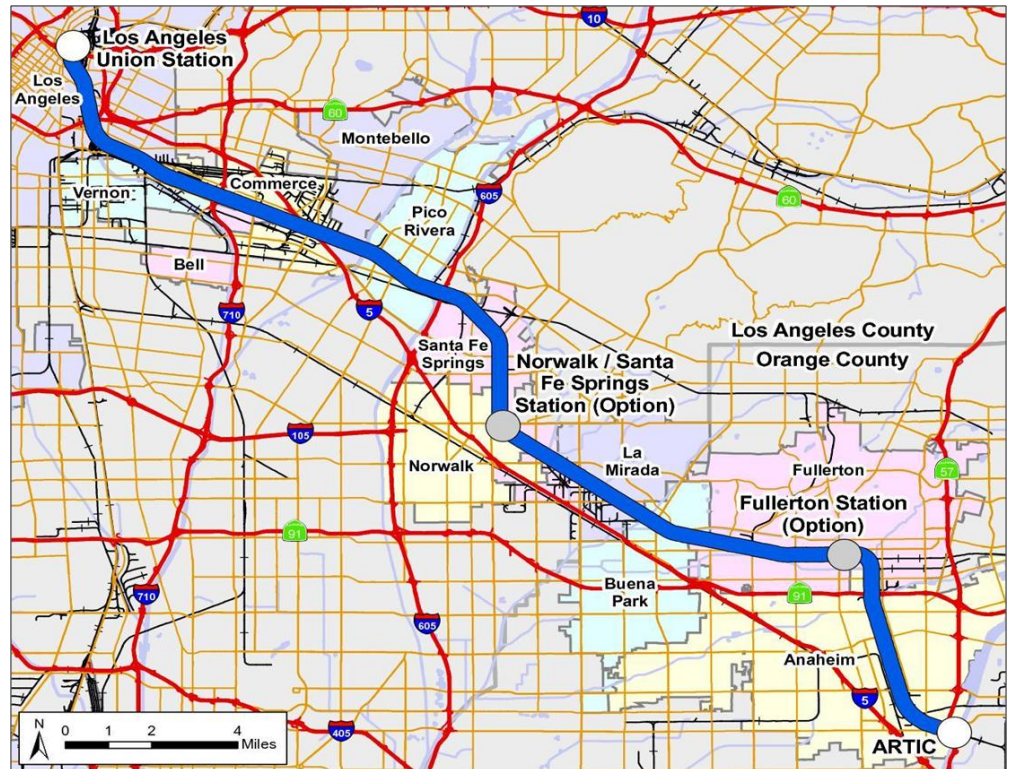 10
Los Angeles
Union Station
Los
Angeles
60
Montebello
Vernon
Commerce
605
60
Pico
Rivera
Bell
710
5
Los Angeles County
Orange County
Santa Fe
Springs
Norwalk / Santa
Fe Springs
Station (Option)
105
Norwalk
La
Mirada
Fullerton
57
Fullerton Station
(Option)
91
710
Buena
Park
91
605
Anaheim
5
405
ARTIC
N
0 1 2 4
Miles